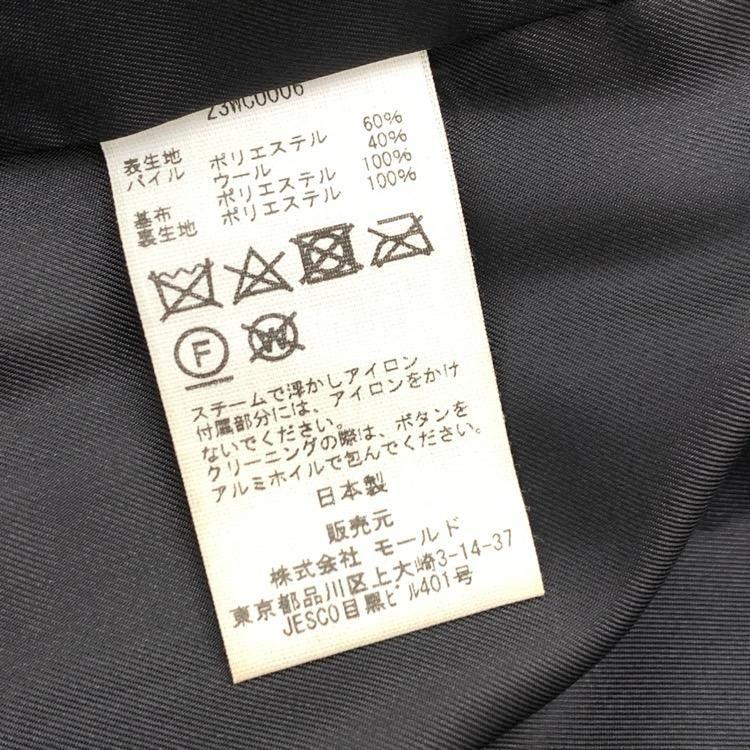 23WC0006
表生地 ポリエステル 60%
パイル ウール 40%
ポリエステル 100%
基布 ポリエステル 100%
裏生地
F
W
スチームで浮かしアイロン
付属部分には、アイロンをかけ
ないでください。
クリーニングの際は、ボタンを
アルミホイルで包んでください。
日本製
販売元
株式会社 モールド
東京都品川区上大崎3-14-37
JESCO目黒ビル401号